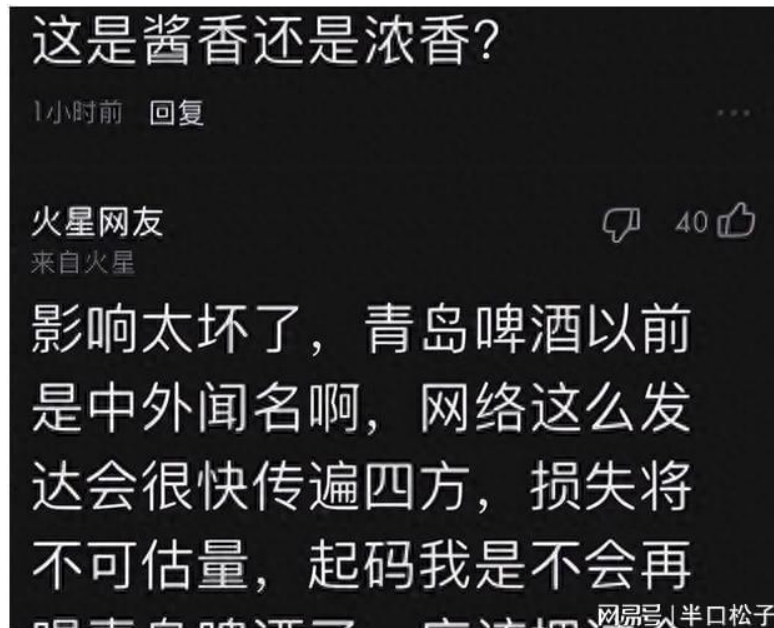 这是酱香还是浓香？
1小时前 回复
火星网友
40
来自火星
影响太坏了，青岛啤酒以前
是中外闻名啊，网络这么发
达会很快传遍四方，损失将
不可估量，起码我是不会再
网易号 | 半口松子